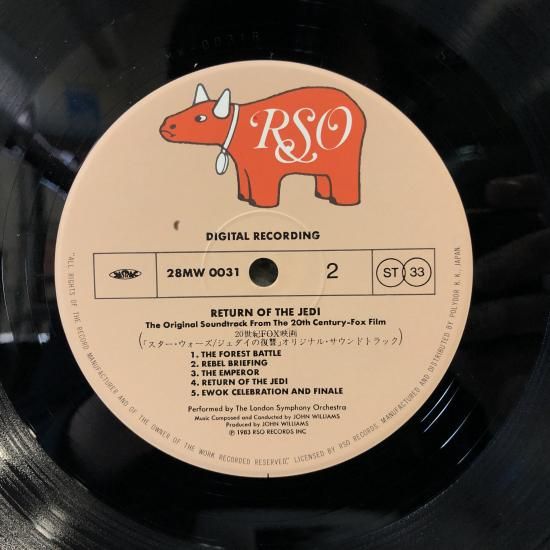 RSO
DIGITAL RECORDING
28MW 0031
2
ST 33
RETURN OF THE JEDI
The Original Soundtrack From The 20th Century-Fox Film
20世紀FOX映画
(「スター・ウォーズ/ジェダイの復讐」オリジナル・サウンドトラック)
1. THE FOREST BATTLE
2. REBEL BRIEFING
3. THE EMPEROR
4. RETURN OF THE JEDI
5. EWOK CELEBRATION AND FINALE
Performed by The London Symphony Orchestra
Music Composed and Conducted by JOHN WILLIAMS
Produced by JOHN WILLIAMS
℗ 1983 RSO RECORDS INC
"ALL RIGHTS OF THE RECORD MANUFACTURER AND OF THE OWNER OF THE WORK RECORDED RESERVED," LICENSED BY RSO RECORDS, MANUFACTURED AND DISTRIBUTED BY POLYDOR K. K., JAPAN.